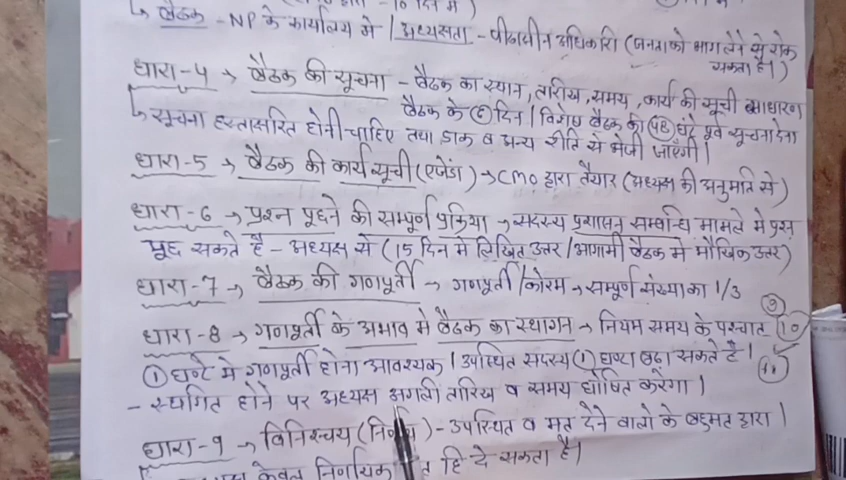 ↳ बैठक - NP के कार्यालय मे / अध्यक्षता - पीठासीन अधिकारी (जनता को भाग लेने से रोक
सकता है।)
धारा-4 → बैठक की सूचना - बैठक का स्थान, तारीख, समय, कार्य की सूची साधारण
बैठक के (6) दिन / विशेष बैठक की (48) घंटे पूर्व सूचना देना
↳ सूचना हस्ताक्षरित होनी चाहिए तथा डाक व अन्य रीति से भेजी जाएगी।
धारा-5 → बैठक की कार्य सूची (एजेंडा) → CMO द्वारा तैयार (अध्यक्ष की अनुमति से)
धारा-6 → प्रश्न पूछने की सम्पूर्ण प्रक्रिया → सदस्य प्रशासन सम्बन्धि मामले मे प्रश्न
पूछ सकते है - अध्यक्ष से (15 दिन मे लिखित उत्तर / आगामी बैठक मे मौखिक उत्तर)
धारा-7 → बैठक की गणपूर्ती → गणपूर्ती / कोरम → सम्पूर्ण संख्या का 1/3
धारा-8 → गणपूर्ती के अभाव मे बैठक का स्थागन → नियम समय के पश्चात 10
① घण्टे मे गणपूर्ती होना आवश्यक / उपस्थित सदस्य ① घण्टा बढा सकते है।
- स्थगित होने पर अध्यक्ष अगली तारिख व समय घोषित करेगा।
धारा-9 → विनिश्चय - उपस्थित व मत देने वालो के बहुमत द्वारा।
केवल निर्णायक हि दे सकता है।